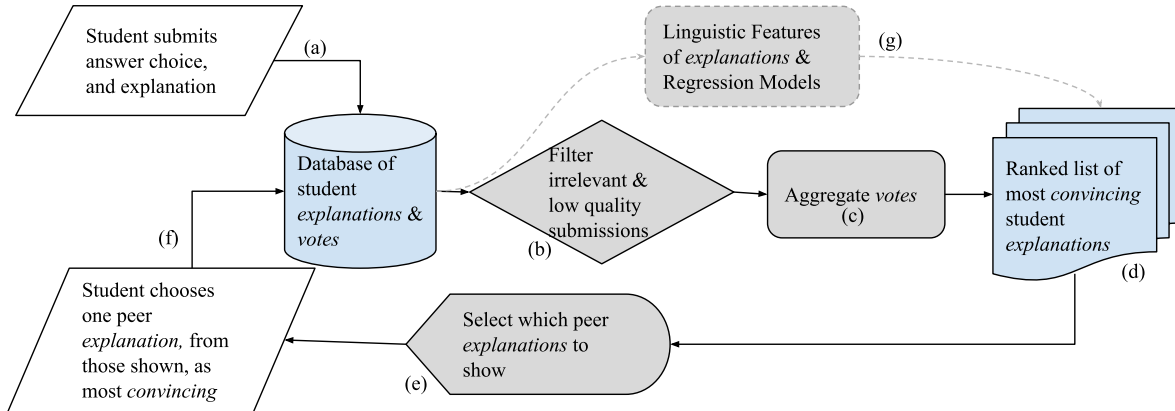 Student submits
answer choice,
and explanation
(a)
Linguistic Features
of explanations &
Regression Models
(g)
Database of
student
explanations &
votes
Filter
irrelevant &
low quality
submissions
(b)
Aggregate votes
(c)
Ranked list of
most convincing
student
explanations
(d)
(f)
Student chooses
one peer
explanation, from
those shown, as
most convincing
Select which peer
explanations to
show
(e)